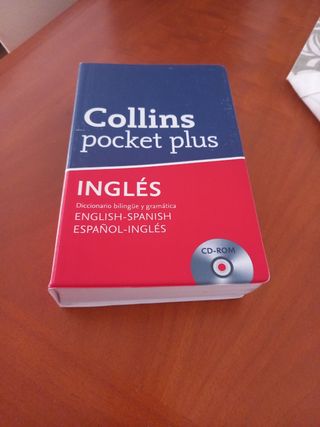 Collins
pocket plus
INGLÉS
Diccionario bilingüe y gramática
ENGLISH-SPANISH
ESPAÑOL-INGLÉS
CD-ROM